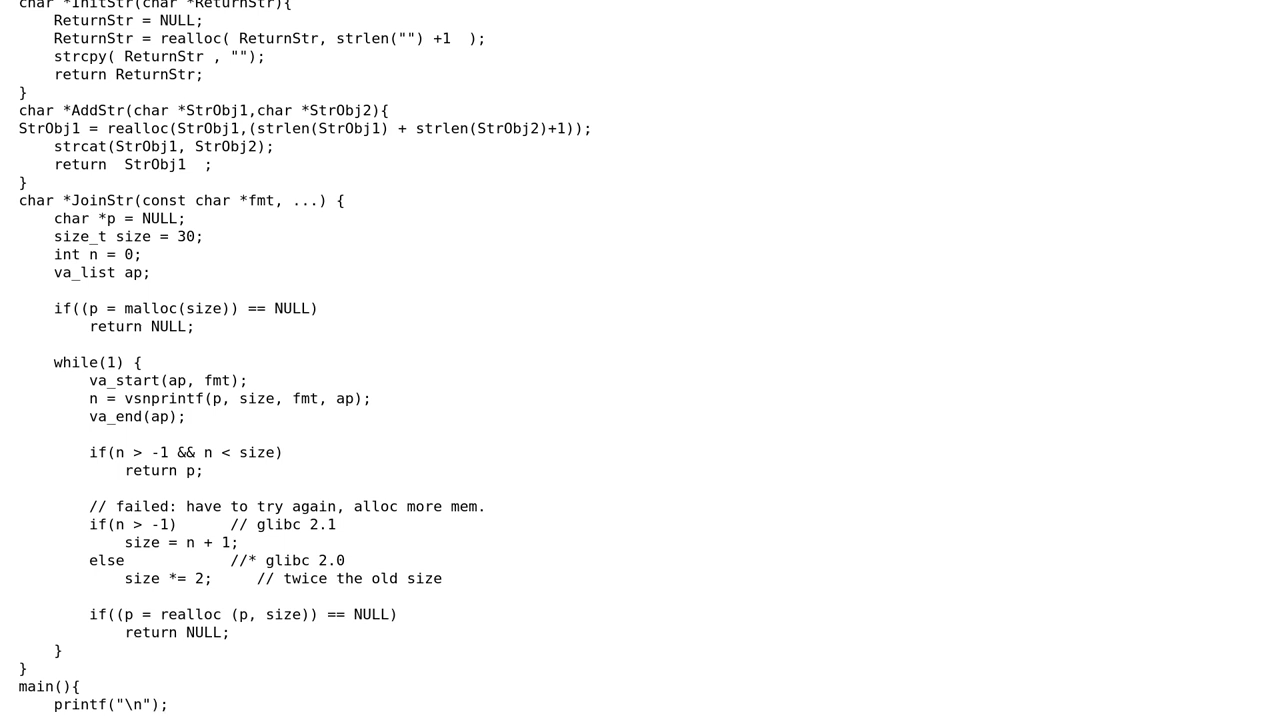 char *InitStr(char *ReturnStr){
    ReturnStr = NULL;
    ReturnStr = realloc( ReturnStr, strlen("") +1  );
    strcpy( ReturnStr , "");
    return ReturnStr;
}
char *AddStr(char *StrObj1,char *StrObj2){
StrObj1 = realloc(StrObj1,(strlen(StrObj1) + strlen(StrObj2)+1));
    strcat(StrObj1, StrObj2);
    return  StrObj1  ;
}
char *JoinStr(const char *fmt, ...) {
    char *p = NULL;
    size_t size = 30;
    int n = 0;
    va_list ap;

    if((p = malloc(size)) == NULL)
        return NULL;

    while(1) {
        va_start(ap, fmt);
        n = vsnprintf(p, size, fmt, ap);
        va_end(ap);

        if(n > -1 && n < size)
            return p;

        // failed: have to try again, alloc more mem.
        if(n > -1)      // glibc 2.1
            size = n + 1;
        else            //* glibc 2.0
            size *= 2;     // twice the old size

        if((p = realloc (p, size)) == NULL)
            return NULL;
    }
}
main(){
    printf("\n");